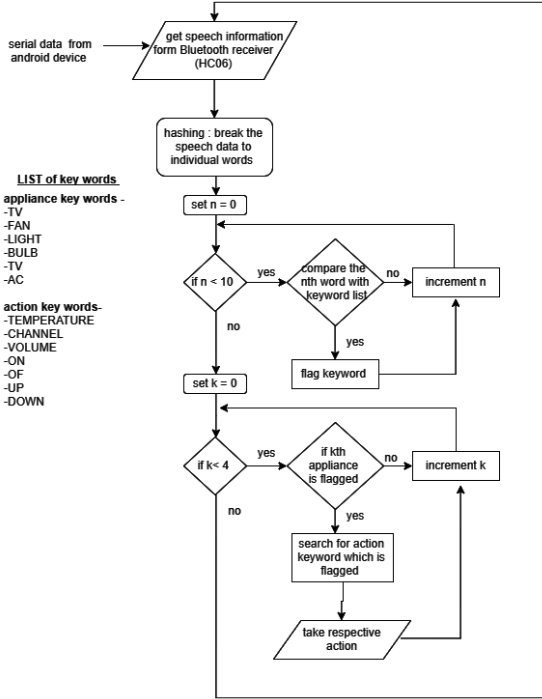 get speech information
form Bluetooth receiver
(HC06)
serial data from
android device
hashing : break the
speech data to
individual words
LIST of key words
appliance key words -
-TV
-FAN
-LIGHT
-BULB
-TV
-AC
action key words-
-TEMPERATURE
-CHANNEL
-VOLUME
-ON
-OF
-UP
-DOWN
set n = 0
if n < 10
yes
compare the
nth word with
keyword list
no
increment n
no
yes
flag keyword
set k = 0
if k< 4
yes
if kth
appliance
is flagged
no
increment k
no
yes
search for action
keyword which is
flagged
take respective
action